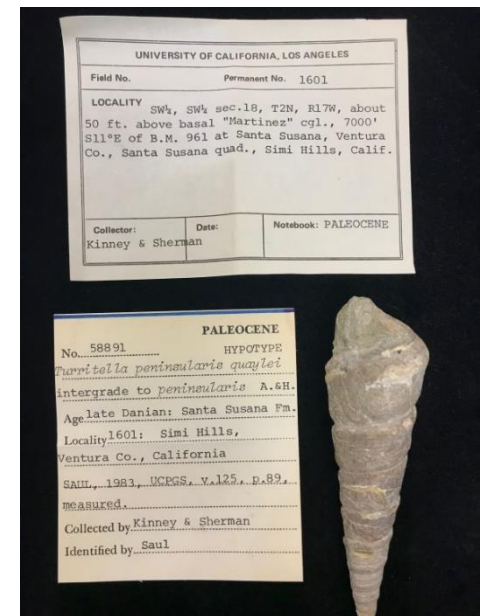 UNIVERSITY OF CALIFORNIA, LOS ANGELES
Field No. Permanent No. 1601
LOCALITY SW¼, SW¼ sec.18, T2N, R17W, about
50 ft. above basal "Martinez" cgl., 7000'
S11°E of B.M. 961 at Santa Susana, Ventura
Co., Santa Susana quad., Simi Hills, Calif.
Collector: Date: Notebook: PALEOCENE
Kinney & Sherman
PALEOCENE
No. 58891 HYPOTYPE
Turritella peninsularis quaylei
intergrade to peninsularis A.&H.
Age late Danian: Santa Susana Fm.
Locality 1601: Simi Hills,
Ventura Co., California
SAUL, 1983, UCPGS, v.125, p.89,
measured.
Collected by Kinney & Sherman
Identified by Saul